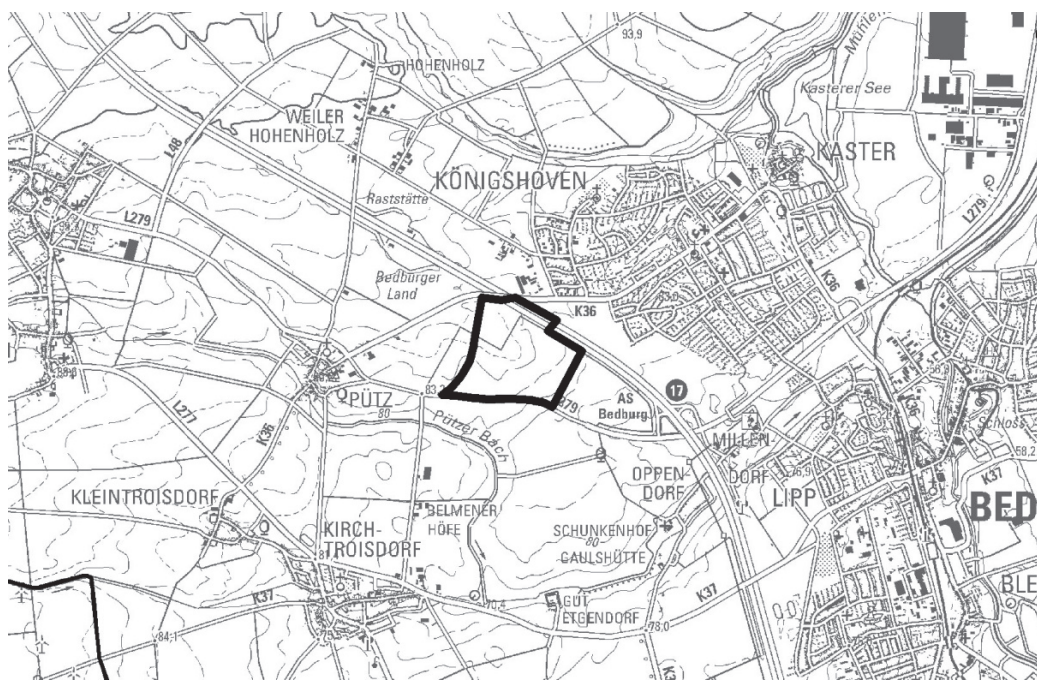 93,9
HOHENHOLZ
WEILER
HOHENHOLZ
L48
Kasterer See
KASTER
KÖNIGSHOVEN
Raststätte
L279
L279
Bedburger
Land
K36
K36
PÜTZ
80
83,2
Pützer Bach
AS
Bedburg
17
L277
K36
KLEINTROISDORF
KIRCH-
TROISDORF
BELMENER
HÖFE
OPPEN-
DORF
MILLEN-
DORF
LIPP
SCHUNKENHOF
80
GAULSHÜTTE
GUT
ETGENDORF
K37
K37
K37
58,2
BED
BLE
84,1
78,0
70,4